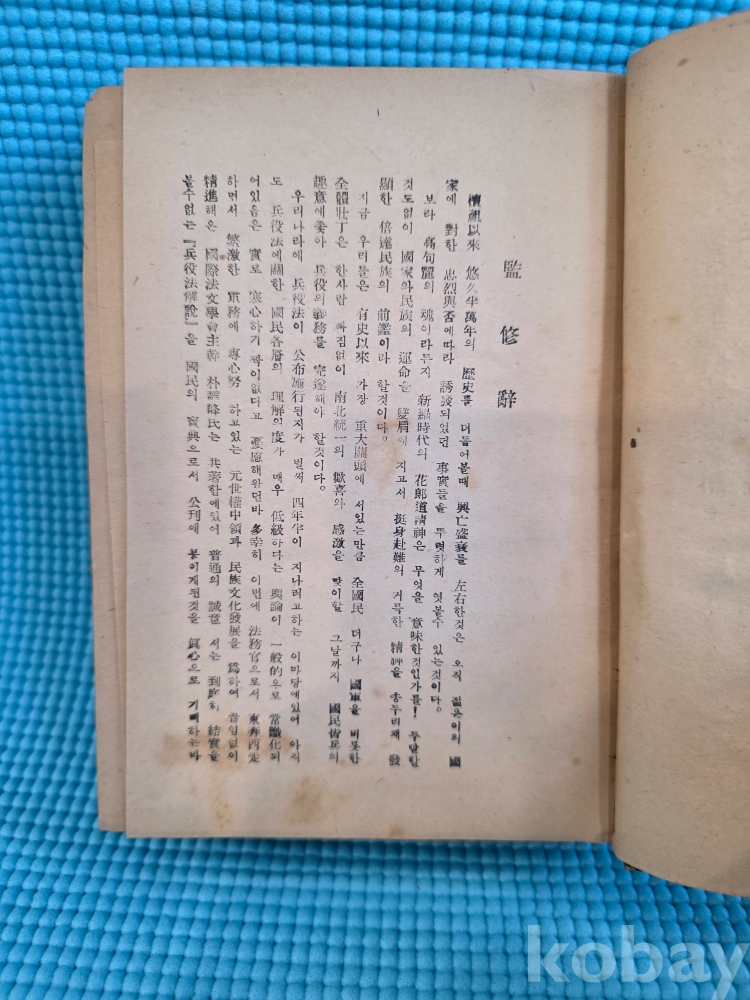 監修辭
檀祖以來 悠久半萬年의 歷史를 더듬어볼때 興亡盛衰를 左右한것은 오직 젊은이의 國
家에 對한 忠烈與否에따라 誘發되었던 事實들을 뚜렷하게 엿볼수 있는것이다。
보라 高句麗의 魂이라든지 新羅時代의 花郎道精神은 무엇을 意味한것인가를! 두말한
것도없이 國家와民族의 運命을 雙肩에 지고서 挺身赴難의 거룩한 精神을 송두리채 發
顯한 倍達民族의 前鑑이라 할것이다。
지금 우리들은 有史以來 가장 重大關頭에 서있는만큼 全國民 더구나 國軍을 비롯한
全體壯丁은 한사람 빠짐없이 南北統一의 歡喜와 感激을 맞이할 그날까지 國民皆兵의
趣意에좇아 兵役의義務를 完遂해야 할것이다。
우리나라에 兵役法이 公布施行된지가 벌써 四年半이 지나려고하는 이마당에있어 아직
도 兵役法에關한 國民各層의 理解의度가 매우 低級하다는 輿論이 一般的으로 常識化되
어있음은 實로 寒心하기 짝이없다고 憂慮해왔던바 多幸히 이번에 法務官으로서 東奔西走
하면서 繁激한 軍務에 專心努 하고있는 元世權中領과 民族文化發展을 爲하여 끊임없이
精進해온 國際法文學會主幹 朴 峰氏는 共著한에있어 普通의 誠意 서는 到底히 結實을
볼수없는 『兵役法解說』을 國民의 寶典으로서 公刊에 붙이게된것을 眞心으로 기뻐하는바
kobay